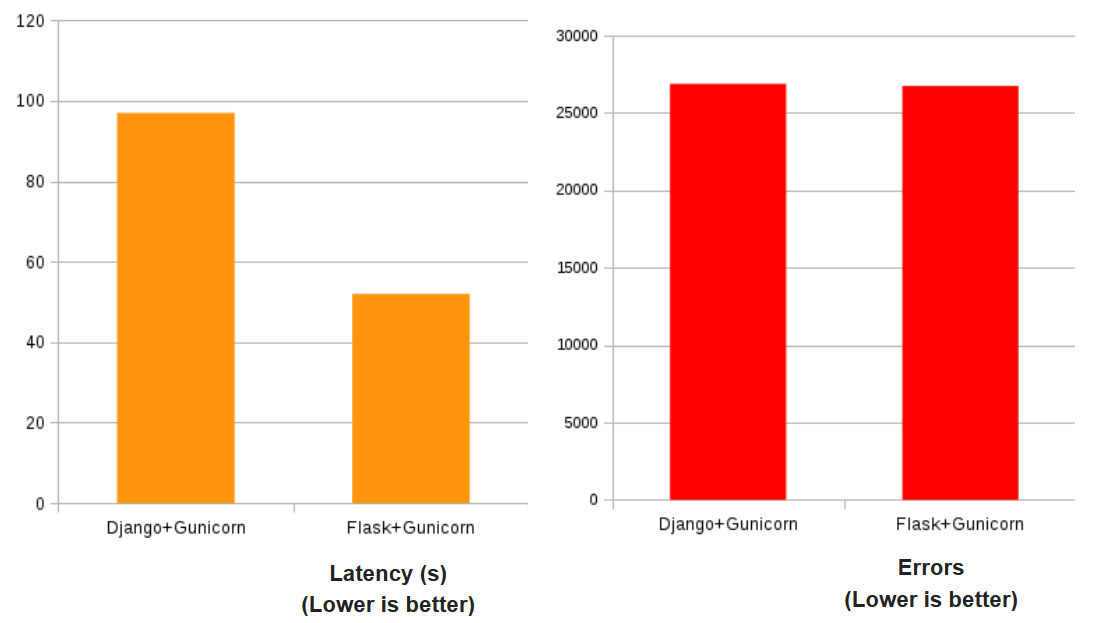 120
100
80
60
40
20
0
Django+Gunicorn Flask+Gunicorn
Latency (s)
(Lower is better)
30000
25000
20000
15000
10000
5000
0
Django+Gunicorn Flask+Gunicorn
Errors
(Lower is better)